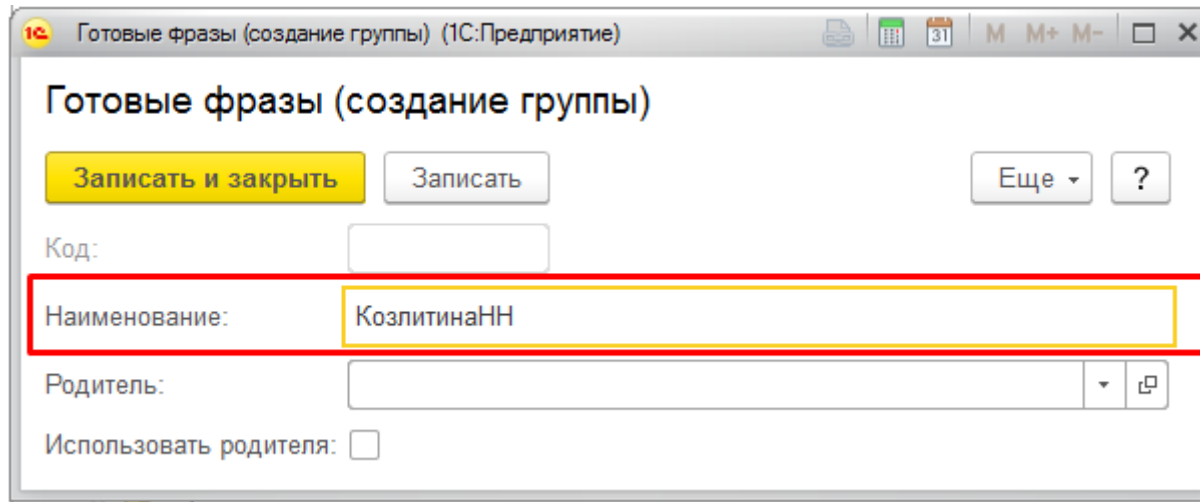 1С Готовые фразы (создание группы) (1С:Предприятие) 31 M M+ M-
Готовые фразы (создание группы)
Записать и закрыть Записать Еще ?
Код:
Наименование: КозлитинаНН
Родитель:
Использовать родителя: